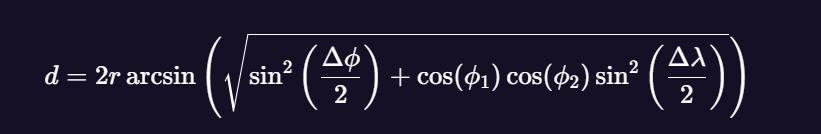 d = 2r arcsin(√(sin²(Δϕ/2) + cos(ϕ₁) cos(ϕ₂) sin²(Δλ/2)))